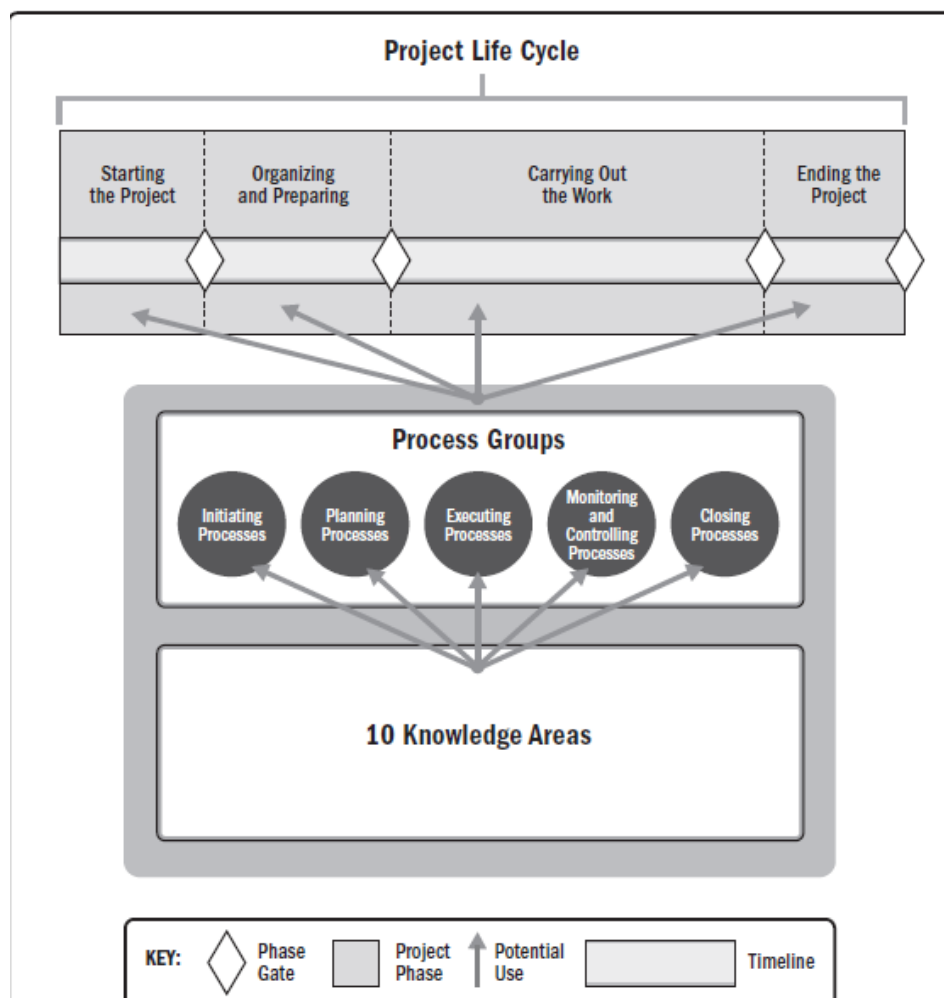 Project Life Cycle
Starting
the Project
Organizing
and Preparing
Carrying Out
the Work
Ending the
Project
Process Groups
Initiating
Processes
Planning
Processes
Executing
Processes
Monitoring
and
Controlling
Processes
Closing
Processes
10 Knowledge Areas
KEY:
Phase
Gate
Project
Phase
Potential
Use
Timeline